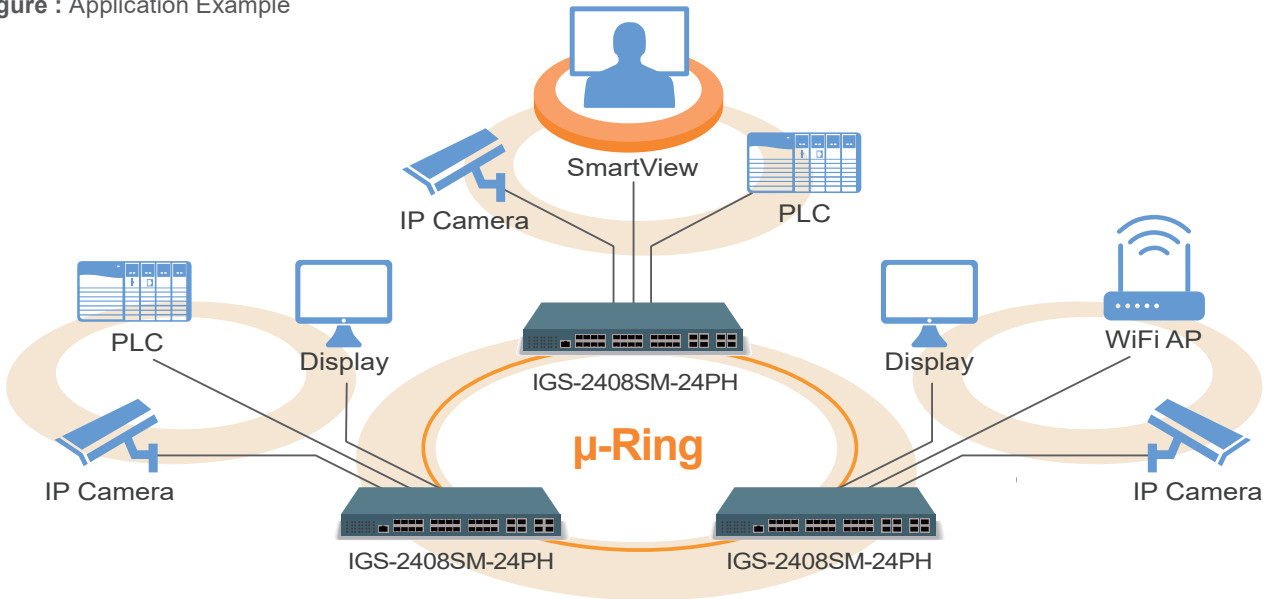 gure : Application Example
SmartView
IP Camera
PLC
PLC
Display
Display
WiFi AP
IGS-2408SM-24PH
µ-Ring
IP Camera
IP Camera
IGS-2408SM-24PH
IGS-2408SM-24PH